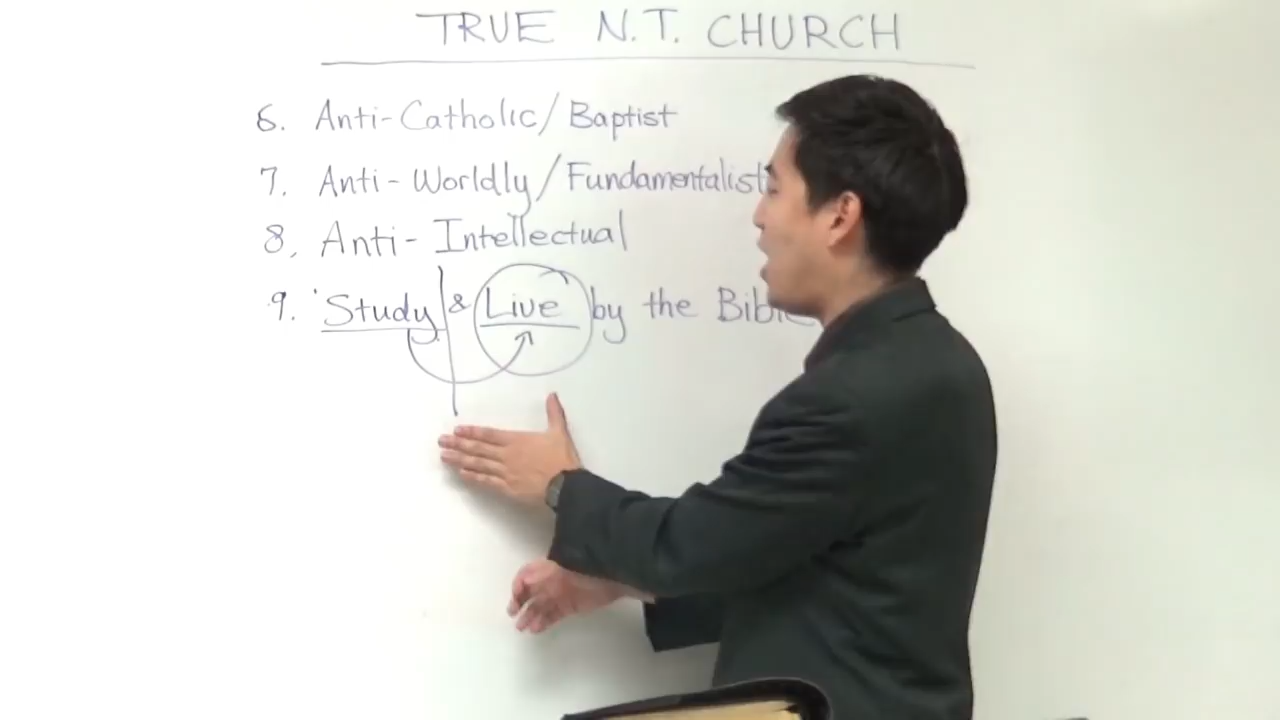 TRUE N.T. CHURCH
6. Anti-Catholic/Baptist
7. Anti-Worldly/Fundamentalist
8. Anti-Intellectual
9. Study & Live by the Bible